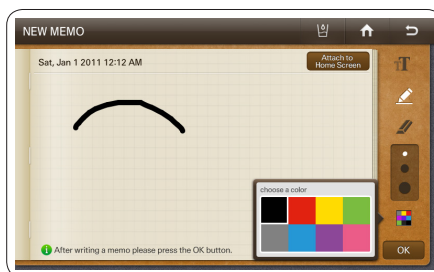 NEW MEMO
Sat, Jan 1 2011 12:12 AM
Attach to
Home Screen
T
choose a color
After writing a memo please press the OK button.
OK